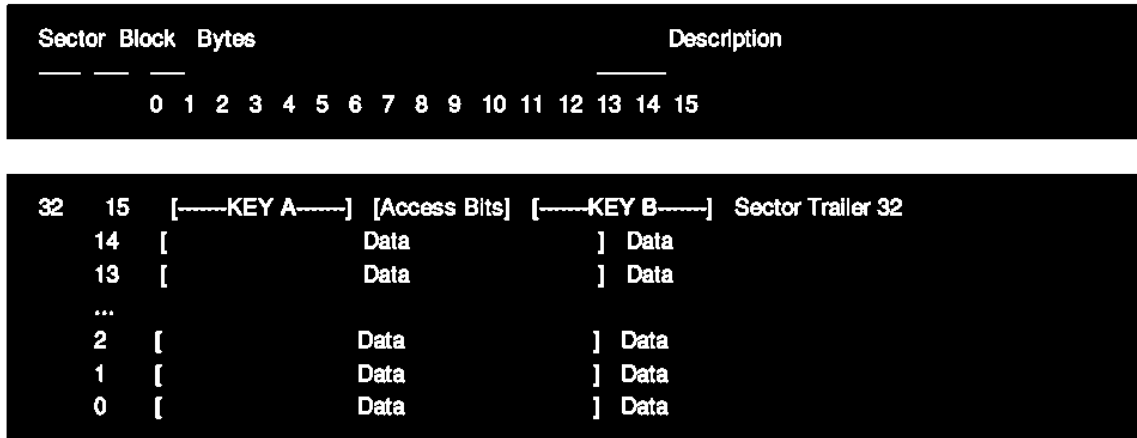 Sector Block Bytes Description
0 1 2 3 4 5 6 7 8 9 10 11 12 13 14 15
32 15 [-------KEY A-------] [Access Bits] [-------KEY B-------] Sector Trailer 32
14 [ Data ] Data
13 [ Data ] Data
...
2 [ Data ] Data
1 [ Data ] Data
0 [ Data ] Data